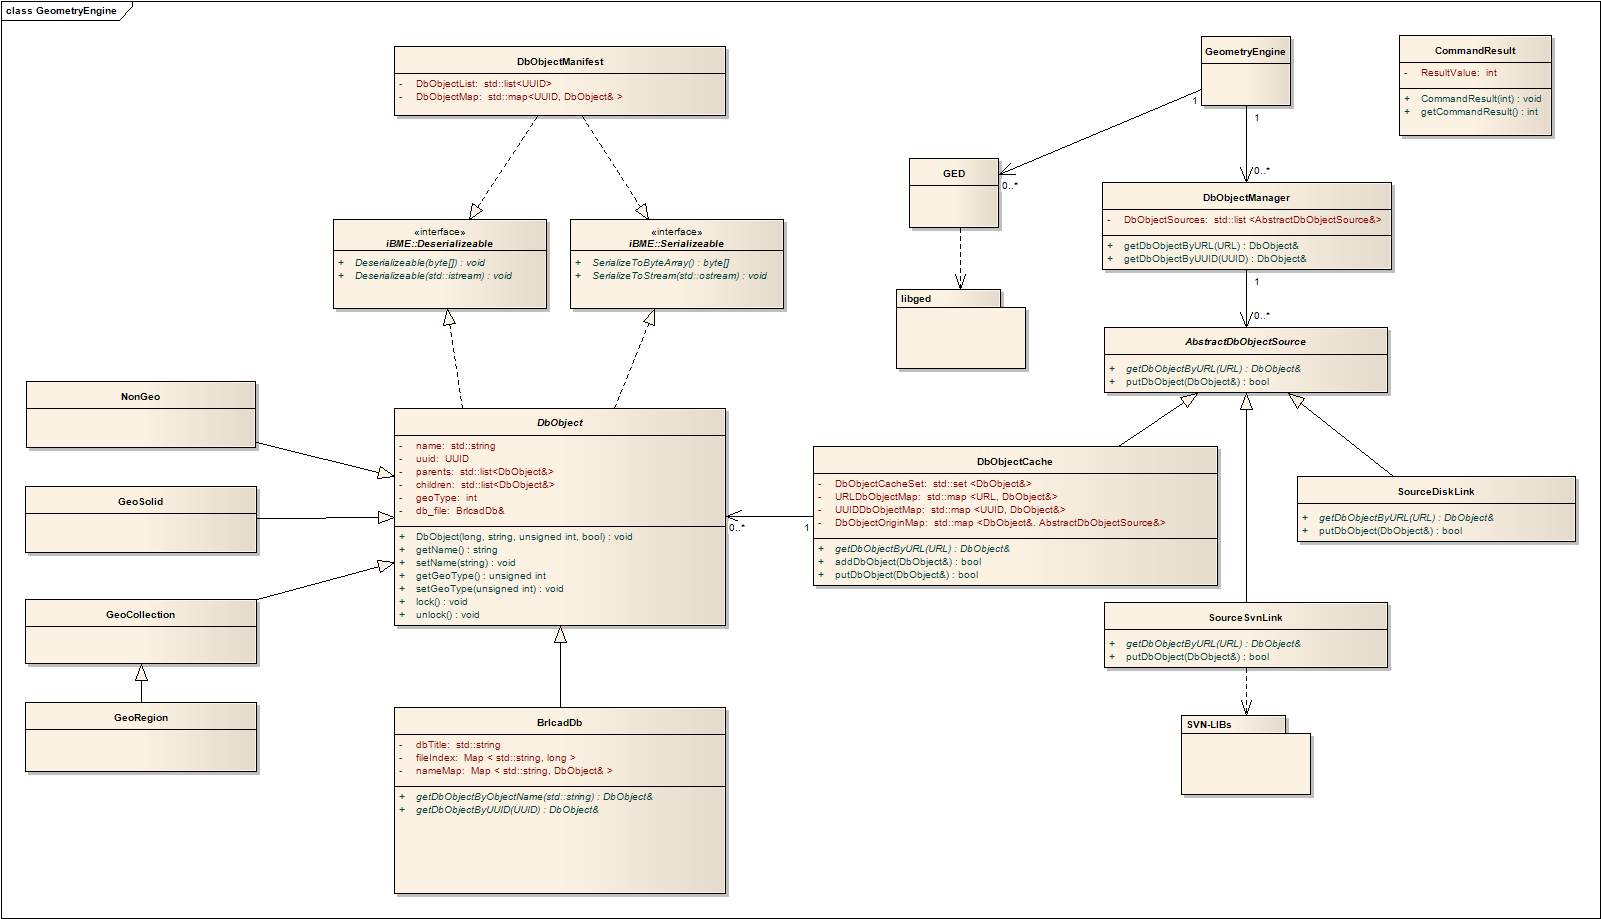 class GeometryEngine
DbObjectManifest
- DbObjectList: std::list<UUID>
- DbObjectMap: std::map<UUID, DbObject& >
GeometryEngine
1
1
CommandResult
- ResultValue: int
+ CommandResult(int) : void
+ getCommandResult() : int
GED
0..*
0..*
DbObjectManager
- DbObjectSources: std::list <AbstractDbObjectSource&>
+ getDbObjectByURL(URL) : DbObject&
+ getDbObjectByUUID(UUID) : DbObject&
1
0..*
«interface»
iBME::Deserializeable
+ Deserializeable(byte[]) : void
+ Deserializeable(std::istream) : void
«interface»
iBME::Serializeable
+ SerializeToByteArray() : byte[]
+ SerializeToStream(std::ostream) : void
libged
AbstractDbObjectSource
+ getDbObjectByURL(URL) : DbObject&
+ putDbObject(DbObject&) : bool
NonGeo
GeoSolid
GeoCollection
GeoRegion
DbObject
- name: std::string
- uuid: UUID
- parents: std::list<DbObject&>
- children: std::list<DbObject&>
- geoType: int
- db_file: BrlcadDb&
+ DbObject(long, string, unsigned int, bool) : void
+ getName() : string
+ setName(string) : void
+ getGeoType() : unsigned int
+ setGeoType(unsigned int) : void
+ lock() : void
+ unlock() : void
0..*
1
DbObjectCache
- DbObjectCacheSet: std::set <DbObject&>
- URLDbObjectMap: std::map <URL, DbObject&>
- UUIDDbObjectMap: std::map <UUID, DbObject&>
- DbObjectOriginMap: std::map <DbObject&. AbstractDbObjectSource&>
+ getDbObjectByURL(URL) : DbObject&
+ addDbObject(DbObject&) : bool
+ putDbObject(DbObject&) : bool
SourceDiskLink
+ getDbObjectByURL(URL) : DbObject&
+ putDbObject(DbObject&) : bool
SourceSvnLink
+ getDbObjectByURL(URL) : DbObject&
+ putDbObject(DbObject&) : bool
SVN-LIBs
BrlcadDb
- dbTitle: std::string
- fileIndex: Map < std::string, long >
- nameMap: Map < std::string, DbObject& >
+ getDbObjectByObjectName(std::string) : DbObject&
+ getDbObjectByUUID(UUID) : DbObject&